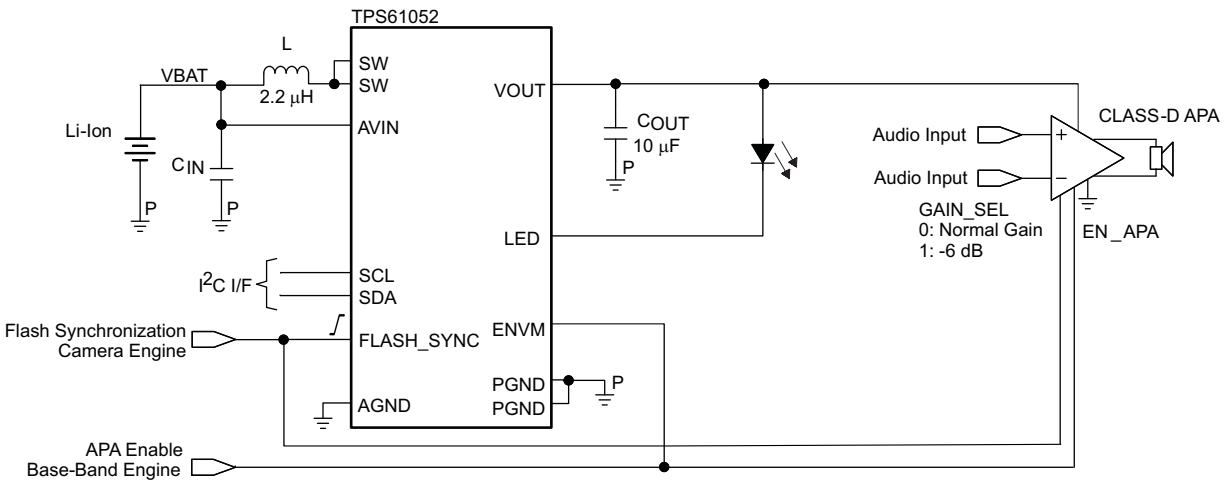 TPS61052
L
VBAT
2.2 μH
SW
SW
VOUT
AVIN
Li-Ion
CIN
P
P
COUT
10 μF
P
CLASS-D APA
Audio Input
+
Audio Input
–
GAIN_SEL
0: Normal Gain
1: -6 dB
EN_APA
LED
I2C I/F
SCL
SDA
Flash Synchronization
Camera Engine
FLASH_SYNC
ENVM
PGND
P
PGND
AGND
APA Enable
Base-Band Engine